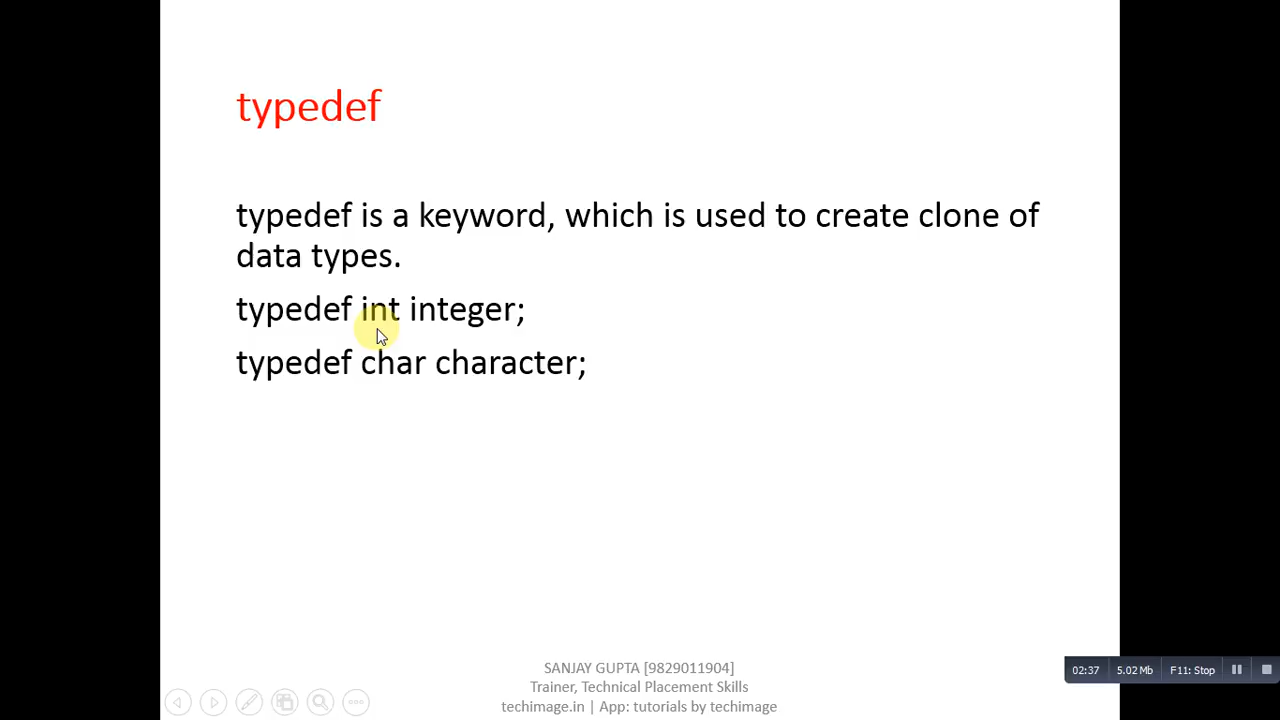 typedef
typedef is a keyword, which is used to create clone of
data types.
typedef int integer;
typedef char character;
SANJAY GUPTA [9829011904]
Trainer, Technical Placement Skills
techimage.in | App: tutorials by techimage
02:37 5.02 Mb F11: Stop